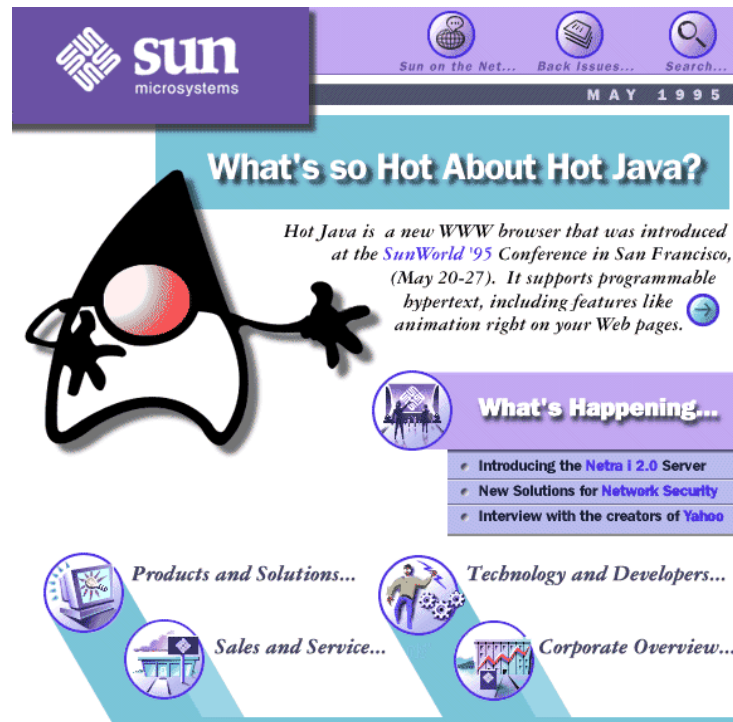 sun
microsystems
Sun on the Net...
Back Issues...
Search...
MAY 1995
What's so Hot About Hot Java?
Hot Java is a new WWW browser that was introduced
at the SunWorld '95 Conference in San Francisco,
(May 20-27). It supports programmable
hypertext, including features like
animation right on your Web pages.
What's Happening...
Introducing the Netra i 2.0 Server
New Solutions for Network Security
Interview with the creators of Yahoo
Products and Solutions...
Technology and Developers...
Sales and Service...
Corporate Overview...